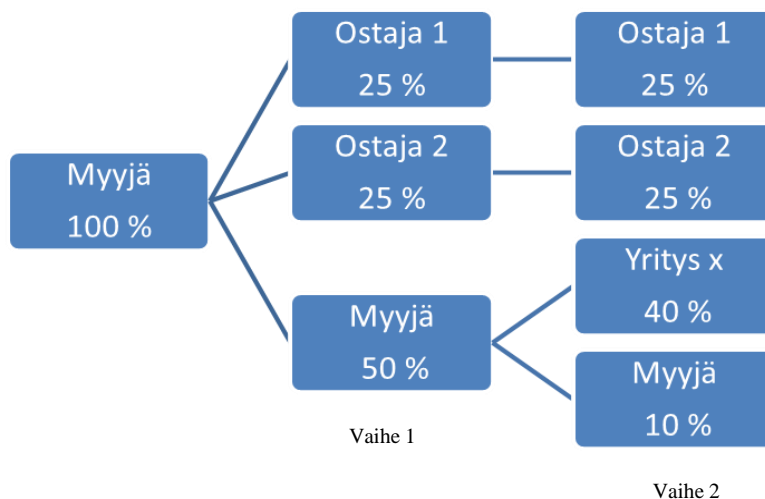 Myyjä
100 %
Ostaja 1
25 %
Ostaja 2
25 %
Myyjä
50 %
Vaihe 1
Ostaja 1
25 %
Ostaja 2
25 %
Yritys x
40 %
Myyjä
10 %
Vaihe 2